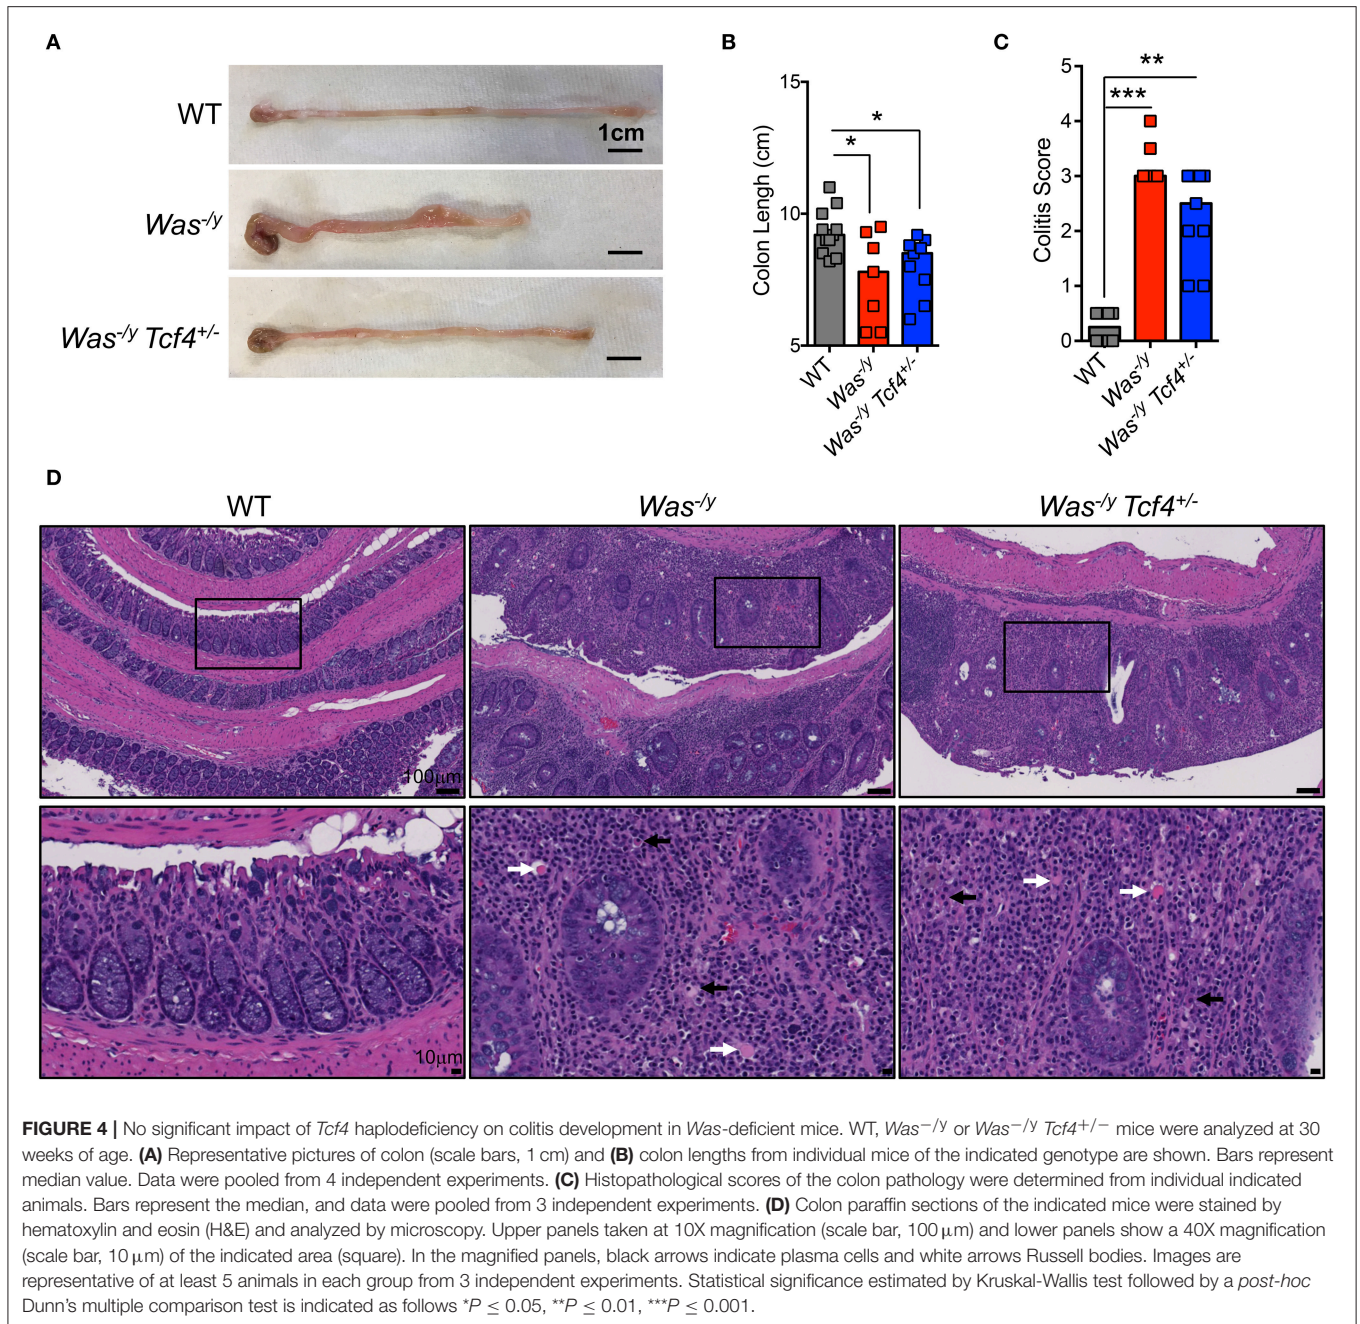 A
WT
1cm
Was-/y
Was-/y Tcf4+/-
B
15
10
5
Colon Lengh (cm)
*
*
WT
Was-/y
Was-/y Tcf4+/-
C
5
4
3
2
1
0
Colitis Score
**
***
WT
Was-/y
Was-/y Tcf4+/-
D
WT
Was-/y
Was-/y Tcf4+/-
100μm
10μm
FIGURE 4 | No significant impact of Tcf4 haplodeficiency on colitis development in Was-deficient mice. WT, Was−/y or Was−/y Tcf4+/− mice were analyzed at 30
weeks of age. (A) Representative pictures of colon (scale bars, 1 cm) and (B) colon lengths from individual mice of the indicated genotype are shown. Bars represent
median value. Data were pooled from 4 independent experiments. (C) Histopathological scores of the colon pathology were determined from individual indicated
animals. Bars represent the median, and data were pooled from 3 independent experiments. (D) Colon paraffin sections of the indicated mice were stained by
hematoxylin and eosin (H&E) and analyzed by microscopy. Upper panels taken at 10X magnification (scale bar, 100 μm) and lower panels show a 40X magnification
(scale bar, 10 μm) of the indicated area (square). In the magnified panels, black arrows indicate plasma cells and white arrows Russell bodies. Images are
representative of at least 5 animals in each group from 3 independent experiments. Statistical significance estimated by Kruskal-Wallis test followed by a post-hoc
Dunn's multiple comparison test is indicated as follows *P ≤ 0.05, **P ≤ 0.01, ***P ≤ 0.001.